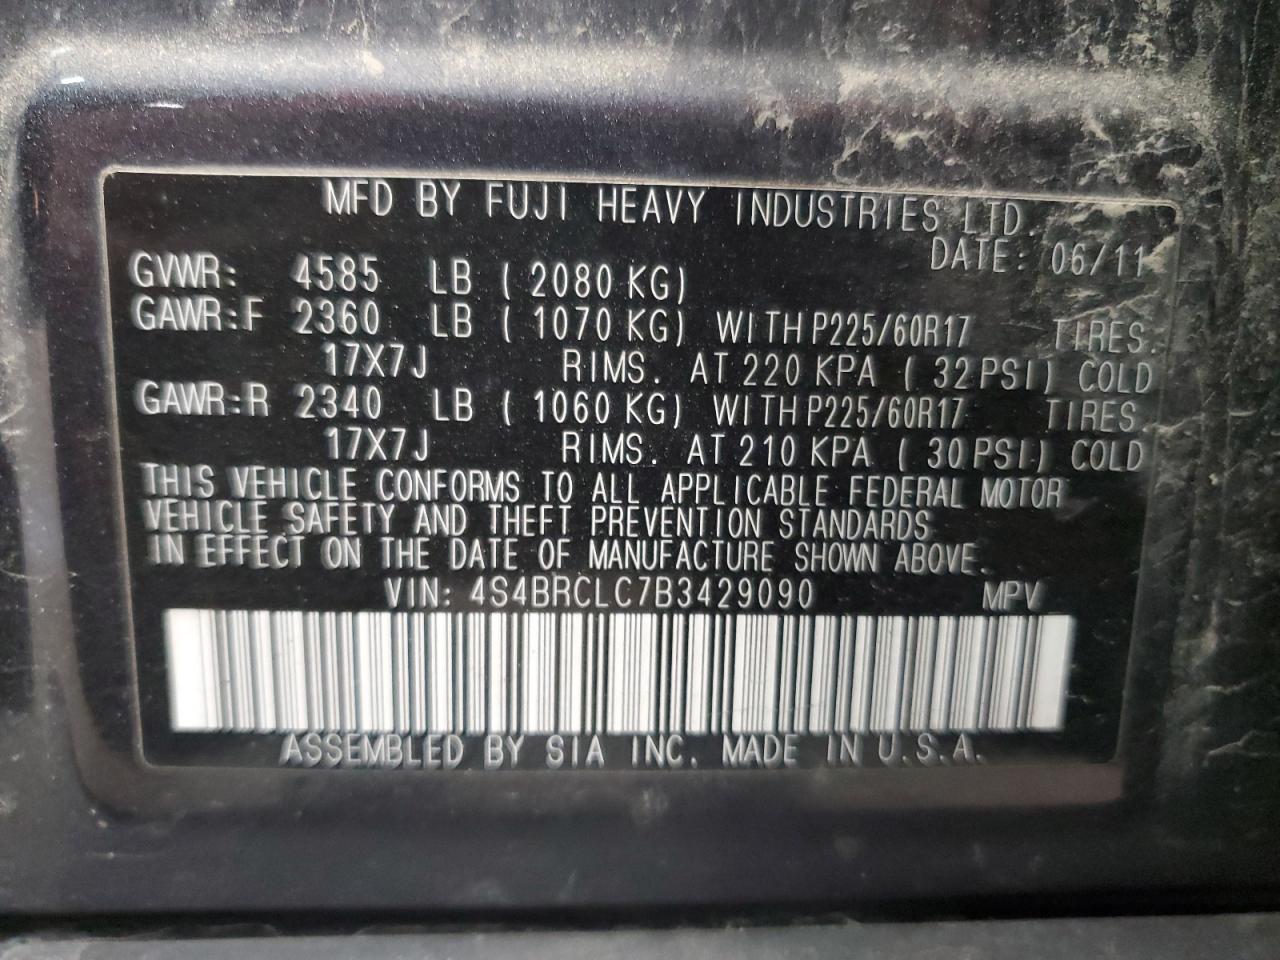 MFD BY FUJI HEAVY INDUSTRIES LTD.
DATE: 06/11
GVWR: 4585 LB ( 2080 KG)
GAWR:F 2360 LB ( 1070 KG) WITH P225/60R17 TIRES.
17X7J RIMS. AT 220 KPA ( 32 PSI) COLD
GAWR:R 2340 LB ( 1060 KG) WITH P225/60R17 TIRES.
17X7J RIMS. AT 210 KPA ( 30 PSI) COLD
THIS VEHICLE CONFORMS TO ALL APPLICABLE FEDERAL MOTOR
VEHICLE SAFETY AND THEFT PREVENTION STANDARDS
IN EFFECT ON THE DATE OF MANUFACTURE SHOWN ABOVE.
VIN: 4S4BRCLC7B3429090 MPV
ASSEMBLED BY SIA INC. MADE IN U.S.A.